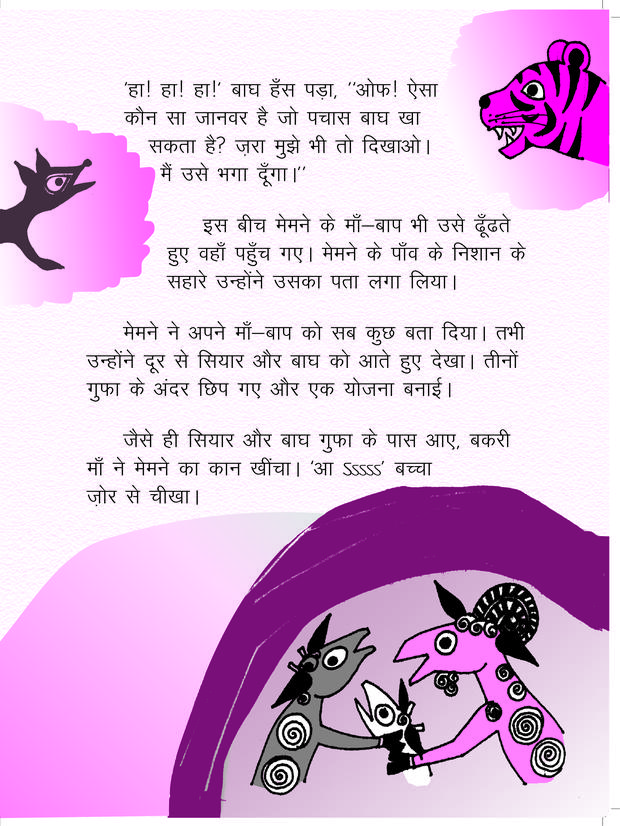 ‘हा! हा! हा!’ बाघ हँस पड़ा, “ओफ! ऐसा
कौन सा जानवर है जो पचास बाघ खा
सकता है? ज़रा मुझे भी तो दिखाओ।
मैं उसे भगा दूँगा।”
इस बीच मेमने के माँ–बाप भी उसे ढूँढते
हुए वहाँ पहुँच गए। मेमने के पाँव के निशान के
सहारे उन्होंने उसका पता लगा लिया।
मेमने ने अपने माँ–बाप को सब कुछ बता दिया। तभी
उन्होंने दूर से सियार और बाघ को आते हुए देखा। तीनों
गुफा के अंदर छिप गए और एक योजना बनाई।
जैसे ही सियार और बाघ गुफा के पास आए, बकरी
माँ ने मेमने का कान खींचा। ‘आ ऽऽऽऽऽ’ बच्चा
ज़ोर से चीखा।